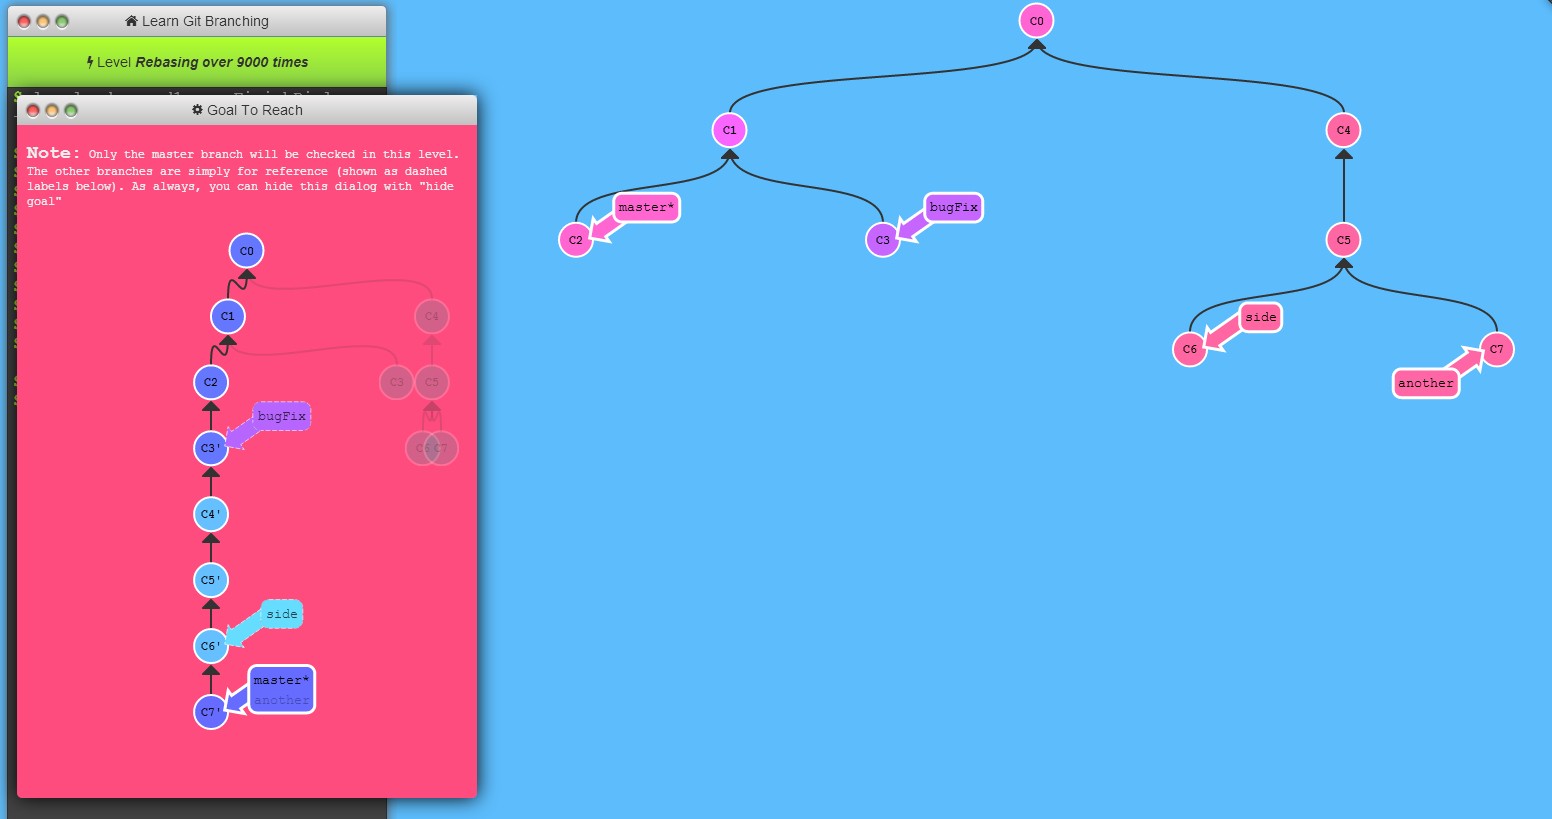 Learn Git Branching
Level Rebasing over 9000 times
Goal To Reach
Note: Only the master branch will be checked in this level.
The other branches are simply for reference (shown as dashed
labels below). As always, you can hide this dialog with "hide
goal"
C0
C1
C4
C2
C3
C5
bugFix
C3'
C6
C7
C4'
C5'
side
C6'
master*
another
C7'
C0
C1
C4
master*
bugFix
C2
C3
C5
side
C6
C7
another